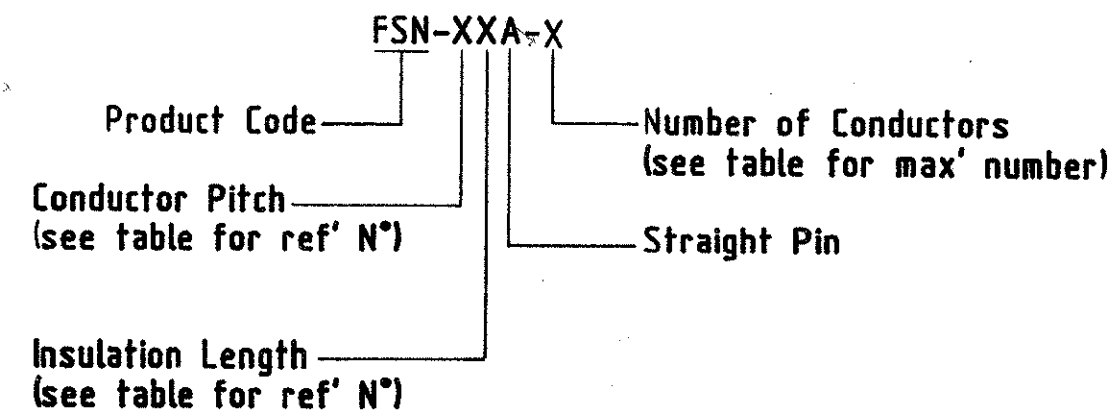 FSN-XXA-X
Product Code
Number of Conductors
(see table for max' number)
Conductor Pitch
(see table for ref' N°)
Straight Pin
Insulation Length
(see table for ref' N°)